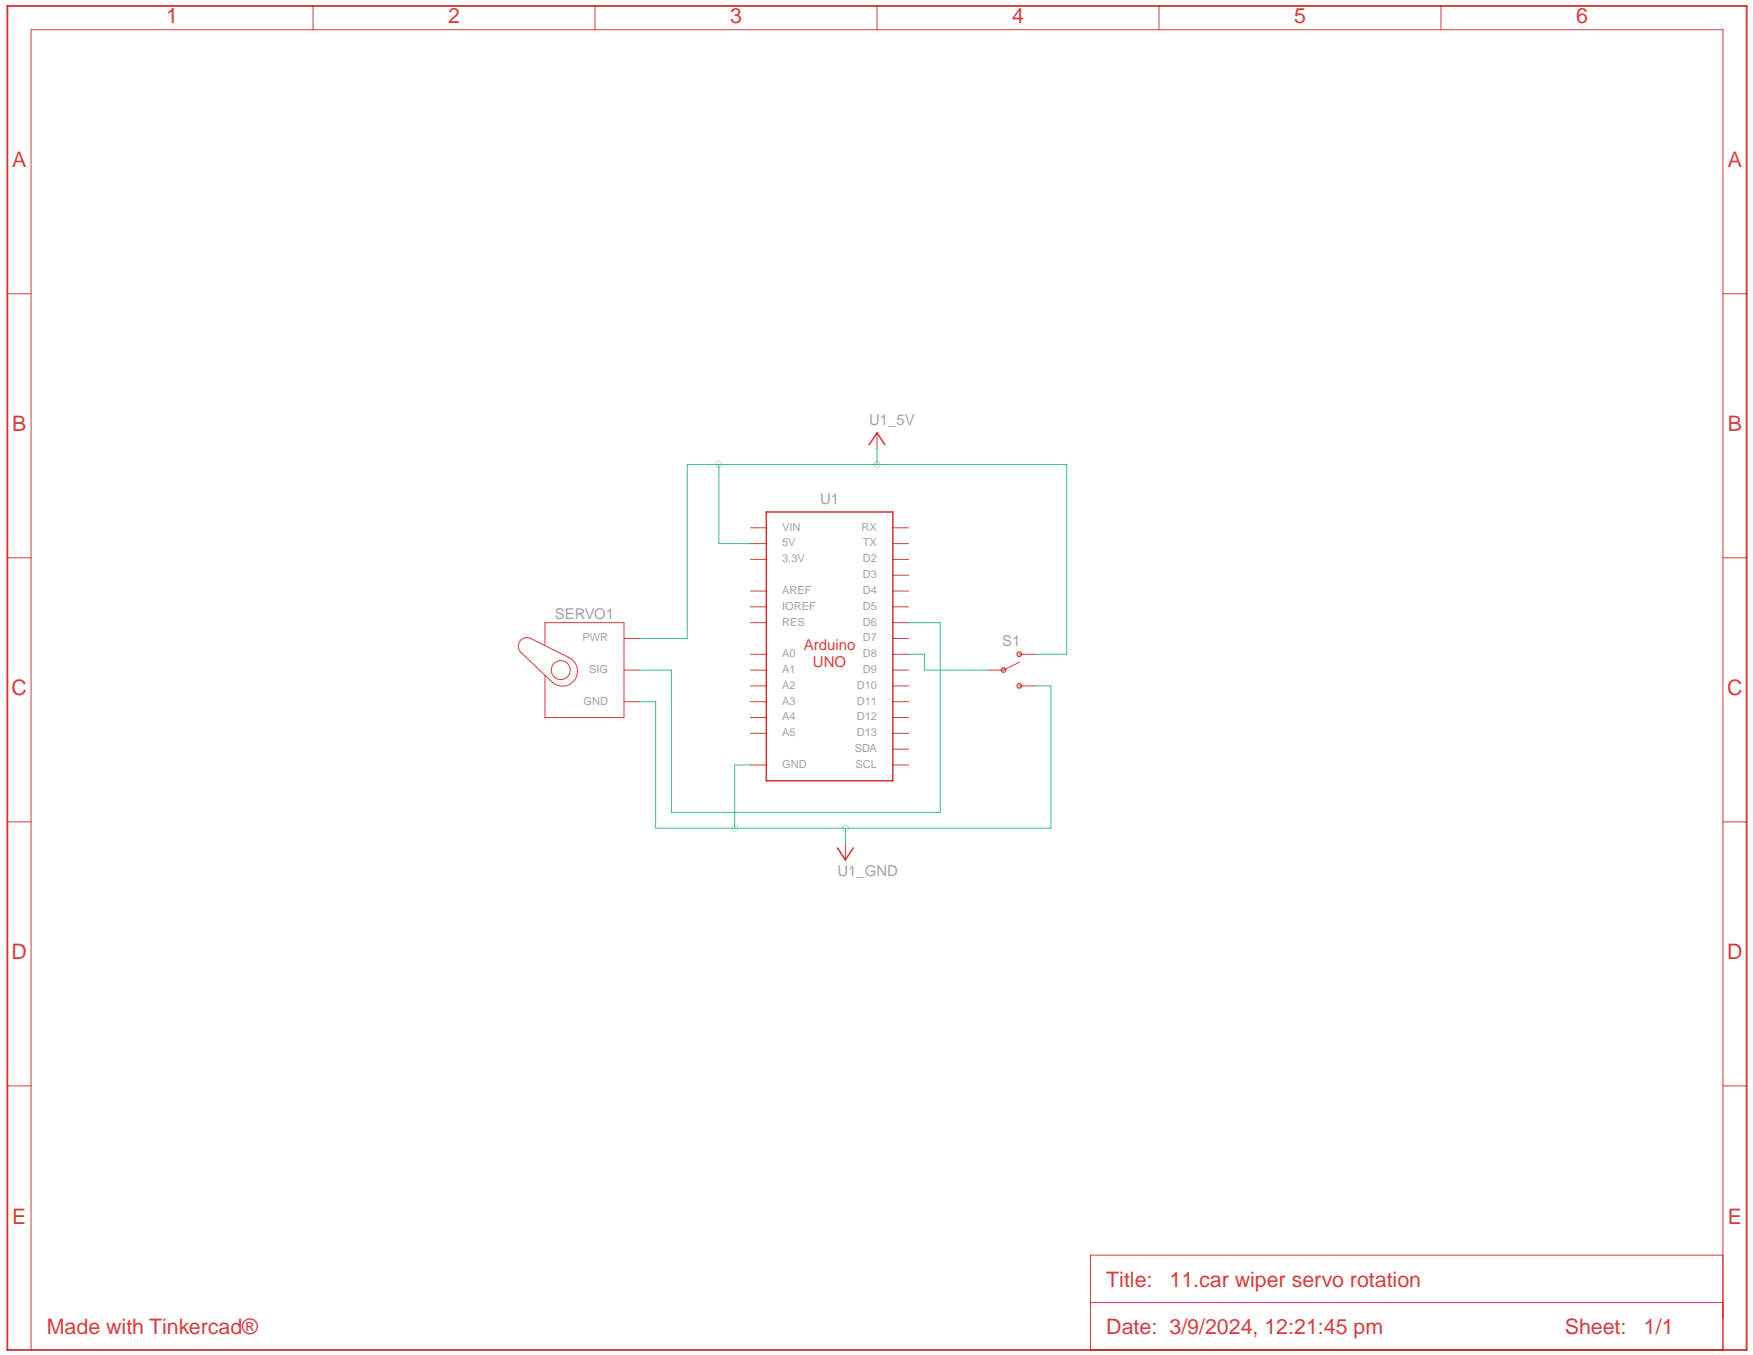 1 2 3 4 5 6
A A
B B
U1_5V
U1
VIN RX
5V TX
3.3V D2
D3
AREF D4
IOREF D5
SERVO1
RES D6
PWR D7
Arduino
UNO
S1
A0 D8
SIG A1 D9
C A2 D10 C
GND A3 D11
A4 D12
A5 D13
SDA
GND SCL
U1_GND
D D
E E
Title: 11.car wiper servo rotation
Made with Tinkercad® Date: 3/9/2024, 12:21:45 pm Sheet: 1/1